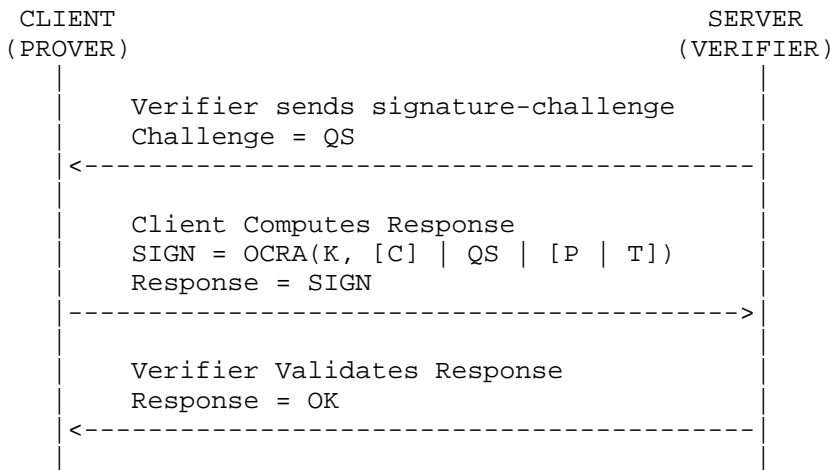 CLIENT SERVER
(PROVER) (VERIFIER)
Verifier sends signature-challenge
Challenge = QS
Client Computes Response
SIGN = OCRA(K, [C] | QS | [P | T])
Response = SIGN
Verifier Validates Response
Response = OK